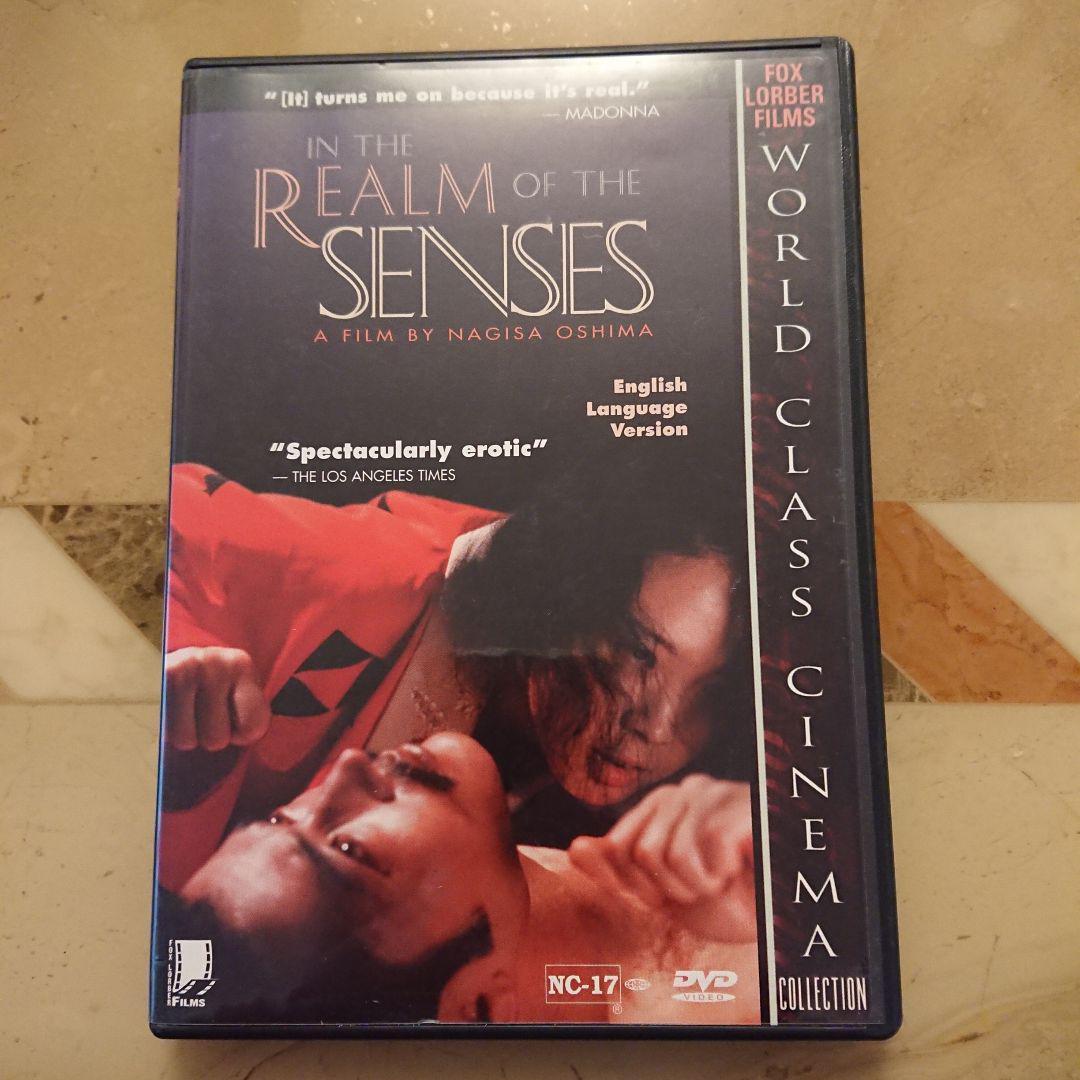 "[It] turns me on because it's real."
— MADONNA
IN THE
REALM OF THE
SENSES
A FILM BY NAGISA OSHIMA
English
Language
Version
"Spectacularly erotic"
— THE LOS ANGELES TIMES
FOX LORBER
FILMS
NC-17
®
DVD
VIDEO
FOX
LORBER
FILMS
WORLD CLASS CINEMA
COLLECTION